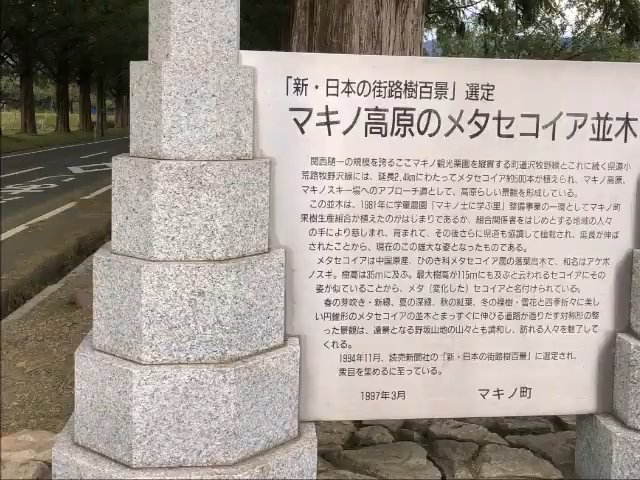 「新・日本の街路樹百景」選定
マキノ高原のメタセコイア並木
関西随一の規模を誇るここマキノ観光栗園を縦貫する町道沢牧野線とこれに続く県道小
荒路牧野沢線には、延長2.4kmにわたってメタセコイア約500本が植えられ、マキノ高原、
マキノスキー場へのアプローチ道として、高原らしい景観を形成している。
この並木は、1981年に学童農園「マキノ土に学ぶ里」整備事業の一環としてマキノ町
果樹生産組合が植えたのがはじまりであるが、組合関係者をはじめとする地域の人々
の手により慈しまれ、育まれて、その後さらに県道も協調して植栽され、延長が伸ば
されたことから、現在のこの雄大な姿となったものである。
メタセコイアは中国原産、ひのき科メタセコイア属の落葉高木で、和名はアケボ
ノスギ。樹高は35mに及ぶ。最大樹高が115mにも及ぶと云われるセコイアにその
姿が似ていることから、メタ（変化した）セコイアと名付けられている。
春の芽吹き・新緑、夏の深緑、秋の紅葉、冬の裸樹・雪花と四季折々に美し
い円錐形のメタセコイアの並木とまっすぐに伸びる道路が造りだす対称形の整
った景観は、遠景となる野坂山地の山々とも調和し、訪れる人々を魅了して
くれる。
1994年11月、読売新聞社の「新・日本の街路樹百景」に選定され、
衆目を集めるに至っている。
1997年3月 マキノ町